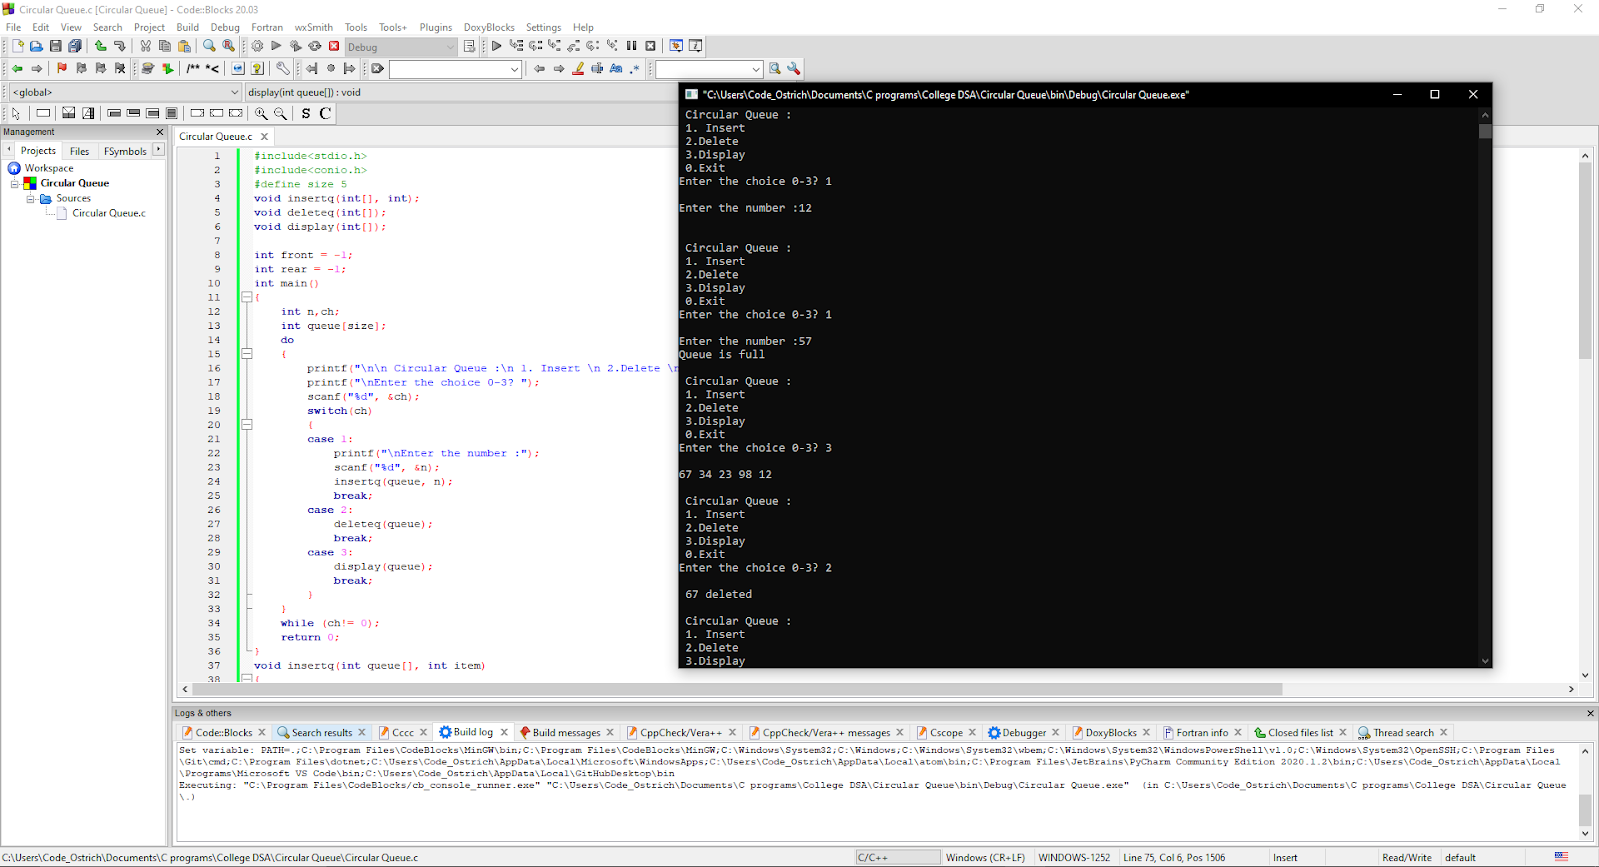 Circular Queue.c [Circular Queue] - Code::Blocks 20.03
File Edit View Search Project Build Debug Fortran wxSmith Tools Tools+ Plugins DoxyBlocks Settings Help
Debug
/** *<
<global>
display(int queue[]) : void
S C
Management
Projects Files FSymbols
Workspace
Circular Queue
Sources
Circular Queue.c
Circular Queue.c
1 #include<stdio.h>
2 #include<conio.h>
3 #define size 5
4 void insertq(int[], int);
5 void deleteq(int[]);
6 void display(int[]);
7
8 int front = -1;
9 int rear = -1;
10 int main()
11 {
12 int n,ch;
13 int queue[size];
14 do
15 {
16 printf("\n\n Circular Queue :\n 1. Insert \n 2.Delete \n
17 printf("\nEnter the choice 0-3? ");
18 scanf("%d", &ch);
19 switch(ch)
20 {
21 case 1:
22 printf("\nEnter the number :");
23 scanf("%d", &n);
24 insertq(queue, n);
25 break;
26 case 2:
27 deleteq(queue);
28 break;
29 case 3:
30 display(queue);
31 break;
32 }
33 }
34 while (ch!= 0);
35 return 0;
36 }
37 void insertq(int queue[], int item)
38 {
"C:\Users\Code_Ostrich\Documents\C programs\College DSA\Circular Queue\bin\Debug\Circular Queue.exe"
Circular Queue :
1. Insert
2.Delete
3.Display
0.Exit
Enter the choice 0-3? 1
Enter the number :12
Circular Queue :
1. Insert
2.Delete
3.Display
0.Exit
Enter the choice 0-3? 1
Enter the number :57
Queue is full
Circular Queue :
1. Insert
2.Delete
3.Display
0.Exit
Enter the choice 0-3? 3
67 34 23 98 12
Circular Queue :
1. Insert
2.Delete
3.Display
0.Exit
Enter the choice 0-3? 2
67 deleted
Circular Queue :
1. Insert
2.Delete
3.Display
Logs & others
Code::Blocks Search results Cccc Build log Build messages CppCheck/Vera++ CppCheck/Vera++ messages Cscope Debugger DoxyBlocks Fortran info Closed files list Thread search
Set variable: PATH=.;C:\Program Files\CodeBlocks\MinGW\bin;C:\Program Files\CodeBlocks\MinGW;C:\Windows\System32;C:\Windows;C:\Windows\System32\wbem;C:\Windows\System32\WindowsPowerShell\v1.0;C:\Windows\System32\OpenSSH;C:\Program Files
\Git\cmd;C:\Program Files\dotnet;C:\Users\Code_Ostrich\AppData\Local\Microsoft\WindowsApps;C:\Users\Code_Ostrich\AppData\Local\atom\bin;C:\Program Files\JetBrains\PyCharm Community Edition 2020.1.2\bin;C:\Users\Code_Ostrich\AppData\Local
\Programs\Microsoft VS Code\bin;C:\Users\Code_Ostrich\AppData\Local\GitHubDesktop\bin
Executing: "C:\Program Files\CodeBlocks/cb_console_runner.exe" "C:\Users\Code_Ostrich\Documents\C programs\College DSA\Circular Queue\bin\Debug\Circular Queue.exe" (in C:\Users\Code_Ostrich\Documents\C programs\College DSA\Circular Queue
\.)
C:\Users\Code_Ostrich\Documents\C programs\College DSA\Circular Queue\Circular Queue.c C/C++ Windows (CR+LF) WINDOWS-1252 Line 75, Col 6, Pos 1506 Insert Read/Write default